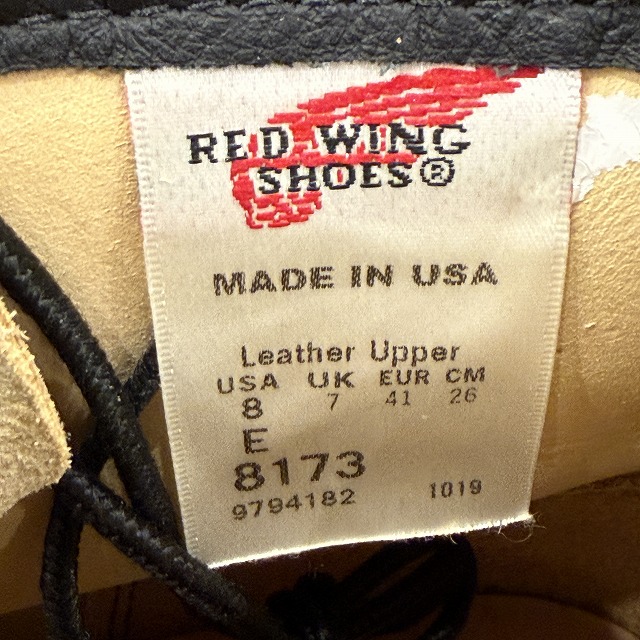 RED WING
SHOES®
MADE IN USA
Leather Upper
USA UK EUR CM
8 7 41 26
E
8173
9794182 1019